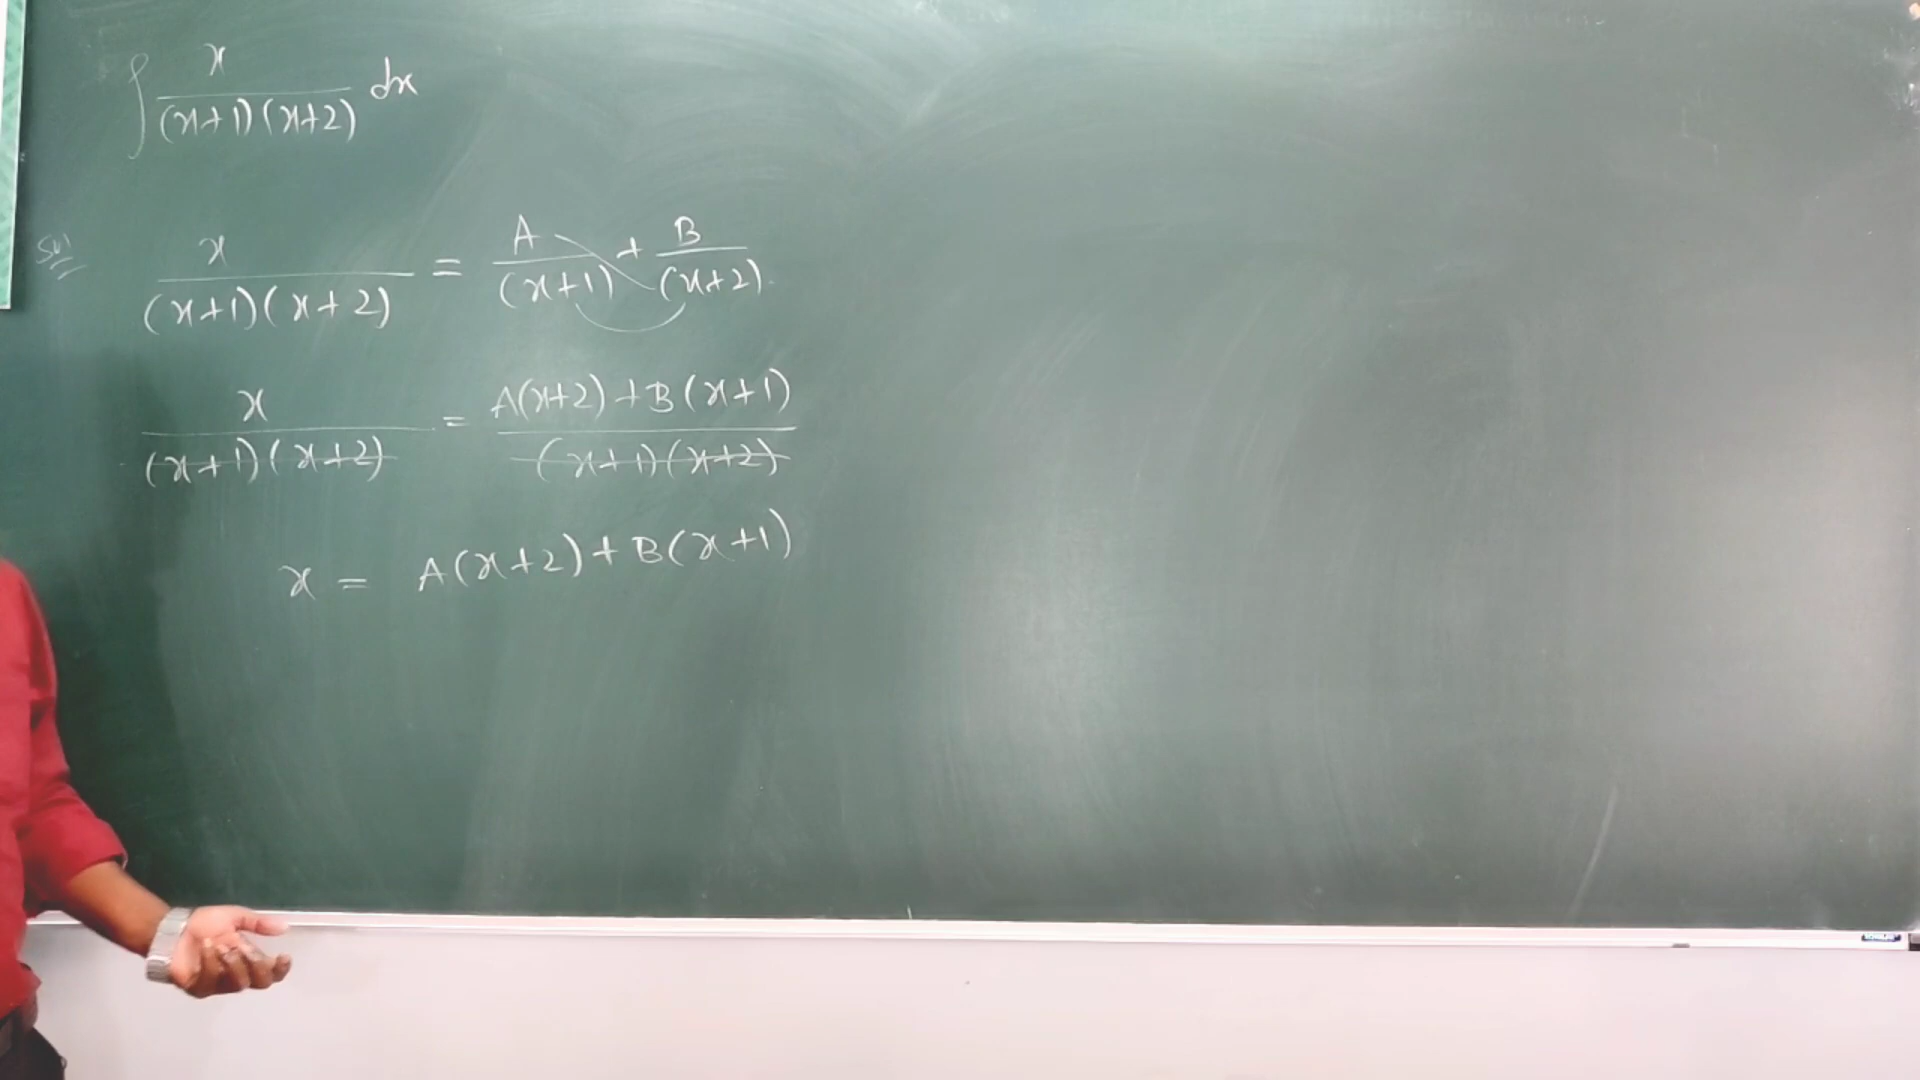 ∫ x/((x+1)(x+2)) dx
Sol
x/((x+1)(x+2)) = A/(x+1) + B/(x+2)
x/((x+1)(x+2)) = (A(x+2)+B(x+1))/((x+1)(x+2))
x = A(x+2)+B(x+1)